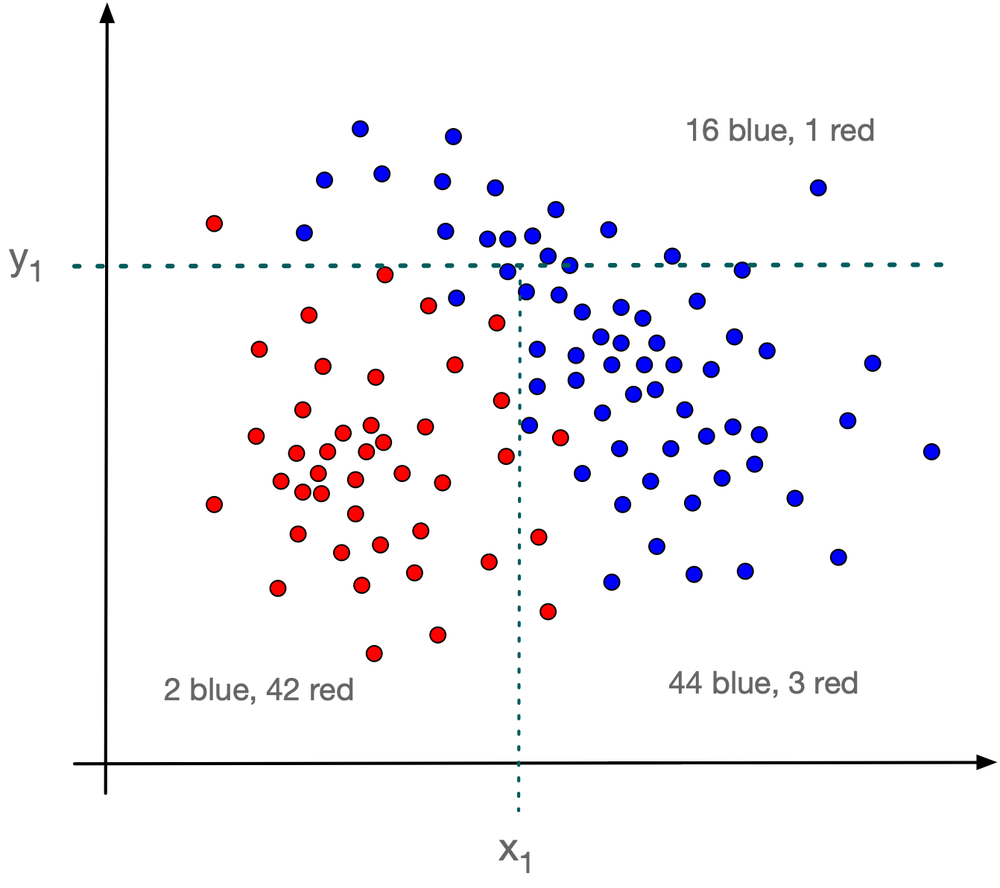 16 blue, 1 red
y1
2 blue, 42 red
44 blue, 3 red
x1